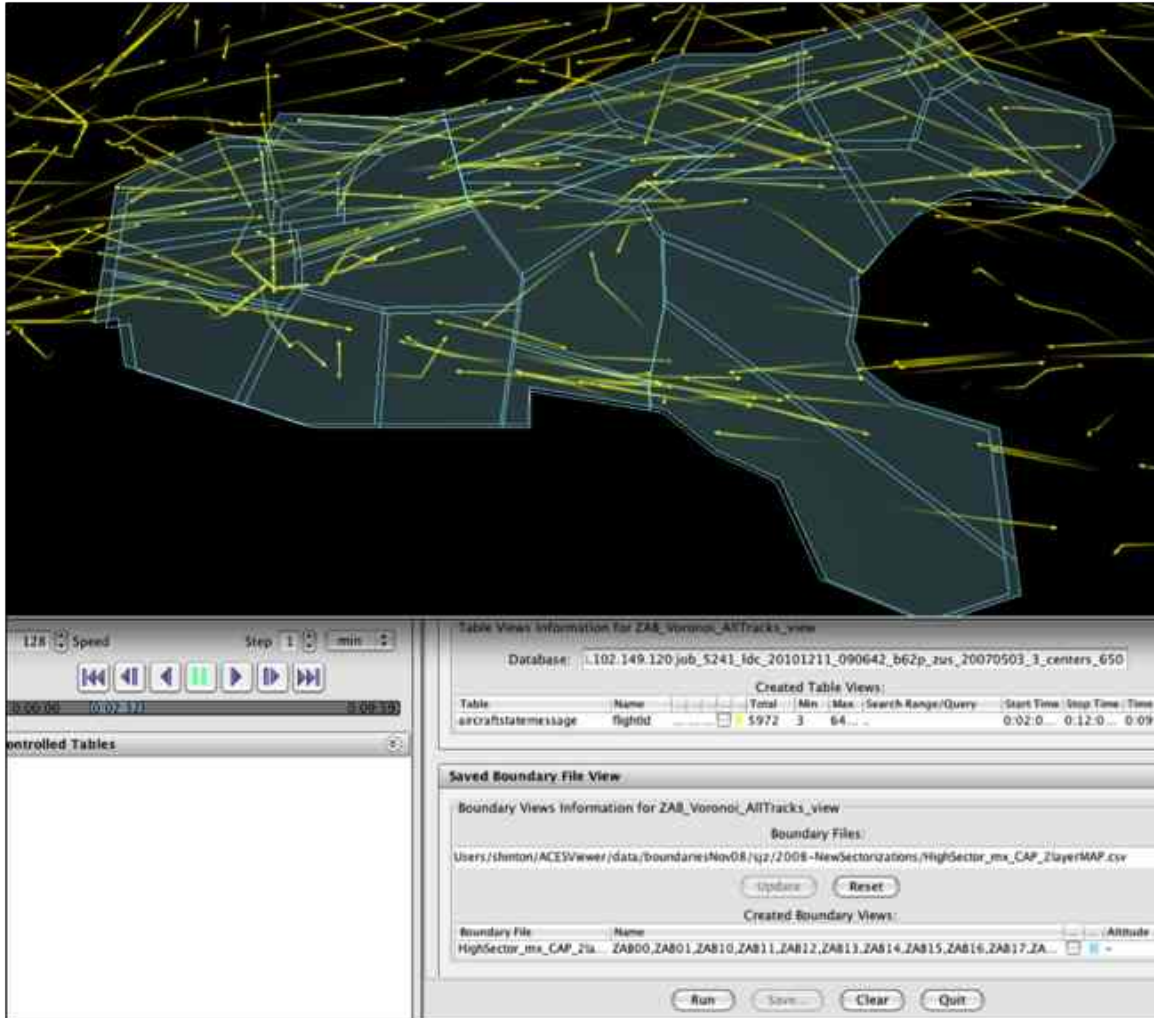 Table Views Information for ZAB_Voronoi_AllTracks_view
128 Speed Step 1 min
Database: .102.149.120 job_5241_ldc_20101211_090642_b62p_zus_20070503_3_centers_650
Created Table Views:
Table Name ... ... ... ... Total Min Max Search Range/Query Start Time Stop Time Time
aircraftstatemessage flightId ... ... ... 5972 3 64... .. 0:02:0... 0:12:0... 0:09
0:00:00 0:02:32 0:09:59
ontrolled Tables
Saved Boundary File View
Boundary Views Information for ZAB_Voronoi_AllTracks_view
Boundary Files:
Users/shinton/ACESViewer/data/boundariesNov08/sjz/2008-NewSectorizations/HighSector_mx_CAP_2layerMAP.csv
Update Reset
Created Boundary Views:
Boundary File Name ... ... Altitude
HighSector_mx_CAP_2la... ZAB00,ZAB01,ZAB10,ZAB11,ZAB12,ZAB13,ZAB14,ZAB15,ZAB16,ZAB17,ZA... -
Run Save... Clear Quit